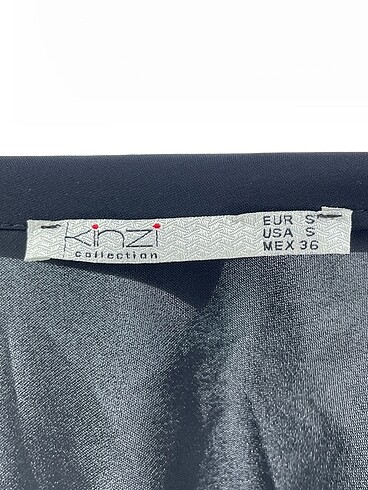 kinzi
collection
EUR S
USA S
MEX 36